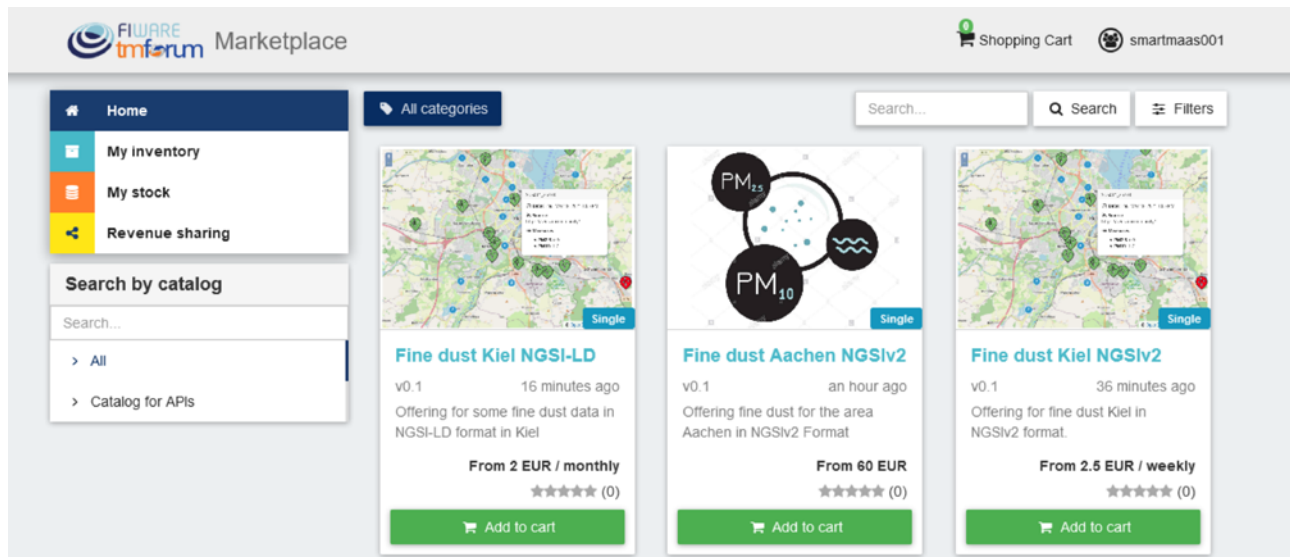 FIWARE
tmforum Marketplace
0
Shopping Cart
smartmaas001
Home
My inventory
My stock
Revenue sharing
Search by catalog
Search...
All
Catalog for APIs
All categories
Search...
Search
Filters
Single
Fine dust Kiel NGSI-LD
v0.1 16 minutes ago
Offering for some fine dust data in
NGSI-LD format in Kiel
From 2 EUR / monthly
(0)
Add to cart
PM2.5
PM10
Single
Fine dust Aachen NGSIv2
v0.1 an hour ago
Offering fine dust for the area
Aachen in NGSIv2 Format
From 60 EUR
(0)
Add to cart
Single
Fine dust Kiel NGSIv2
v0.1 36 minutes ago
Offering for fine dust Kiel in
NGSIv2 format.
From 2.5 EUR / weekly
(0)
Add to cart